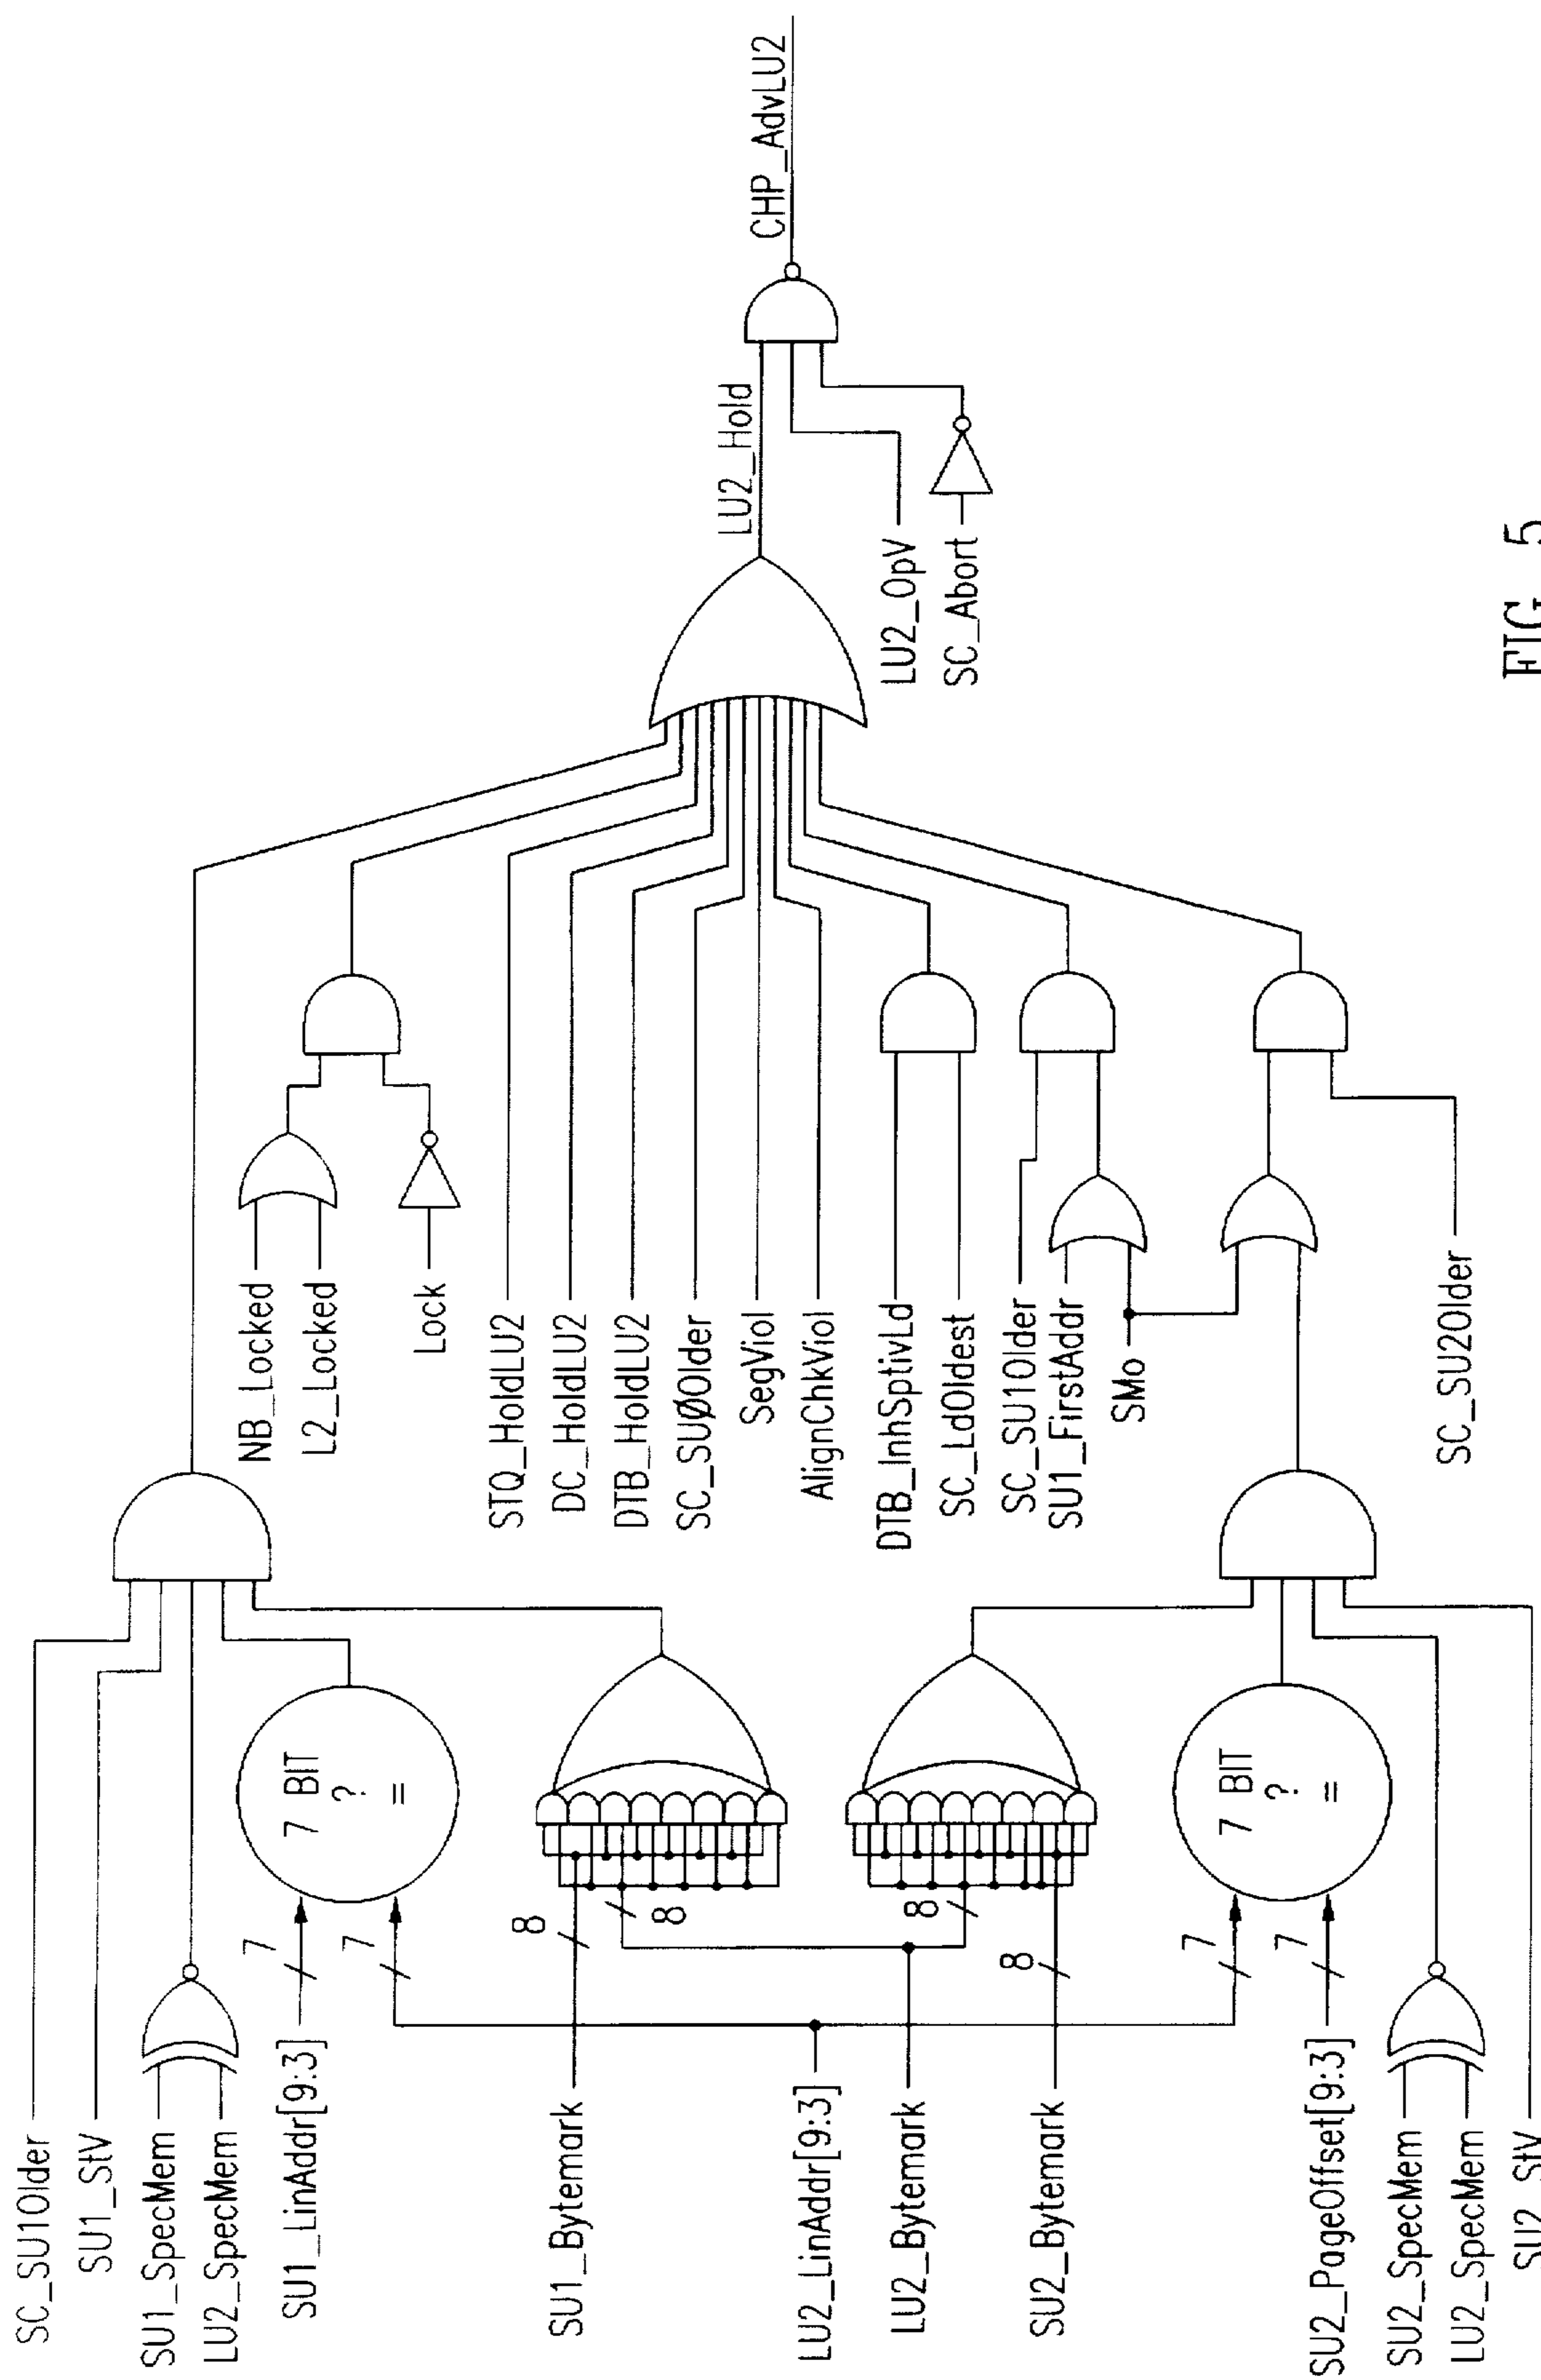 SC_SU1Older
SU1_StV
SU1_SpecMem
LU2_SpecMem
SU1_LinAddr[9:3]
7
7
7 BIT
?
=
SU1_Bytemark
8
8
LU2_LinAddr[9:3]
LU2_Bytemark
8
SU2_Bytemark
8
7
7
7 BIT
?
=
SU2_PageOffset[9:3]
SU2_SpecMem
LU2_SpecMem
SU2_StV
NB_Locked
L2_Locked
Lock
STQ_HoldLU2
DC_HoldLU2
DTB_HoldLU2
SC_SUØOlder
SegViol
AlignChkViol
DTB_InhSptivLd
SC_LdOldest
SC_SU1Older
SU1_FirstAddr
SMo
SC_SU2Older
LU2_Hold
LU2_OpV
SC_Abort
CHP_AdvLU2
FIG. 5